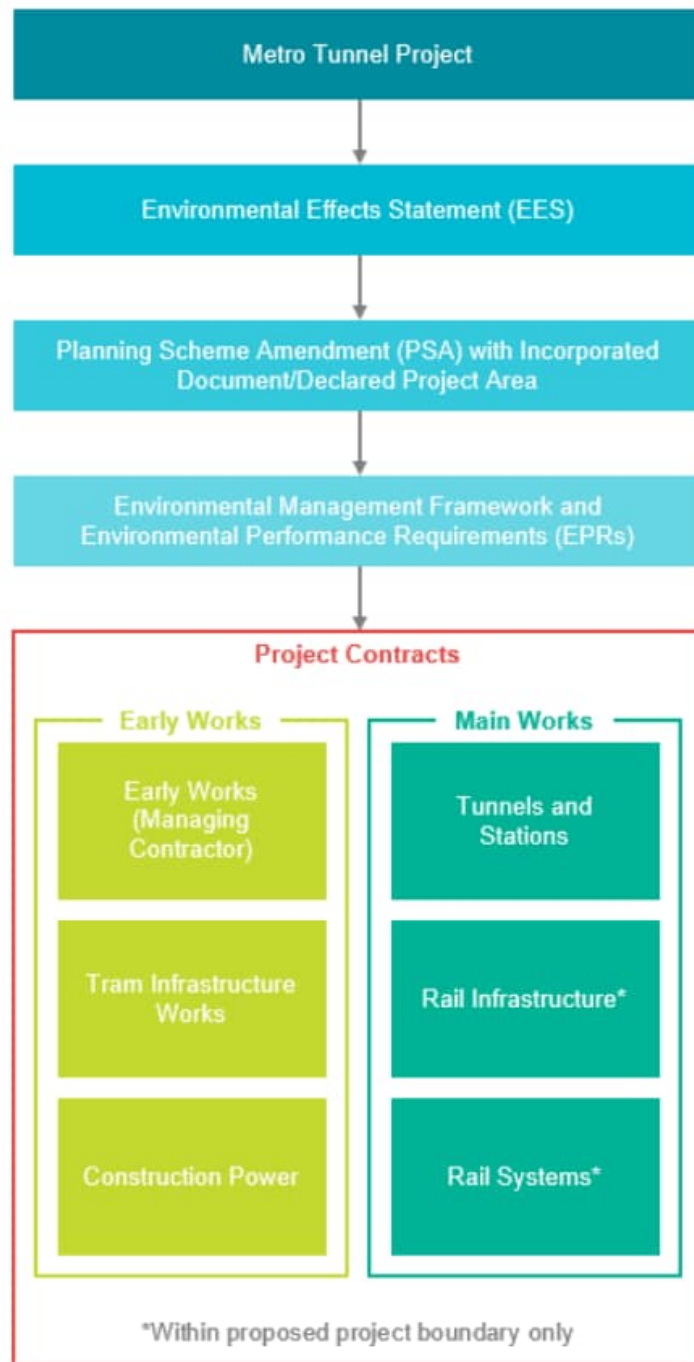 Metro Tunnel Project
Environmental Effects Statement (EES)
Planning Scheme Amendment (PSA) with Incorporated
Document/Declared Project Area
Environmental Management Framework and
Environmental Performance Requirements (EPRs)
Project Contracts
Early Works
Early Works
(Managing
Contractor)
Tram Infrastructure
Works
Construction Power
Main Works
Tunnels and
Stations
Rail Infrastructure*
Rail Systems*
*Within proposed project boundary only